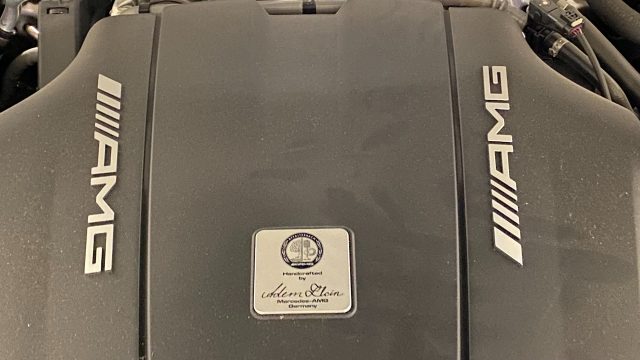 AMG
AMG
Handcrafted
by
Mercedes-AMG
Germany